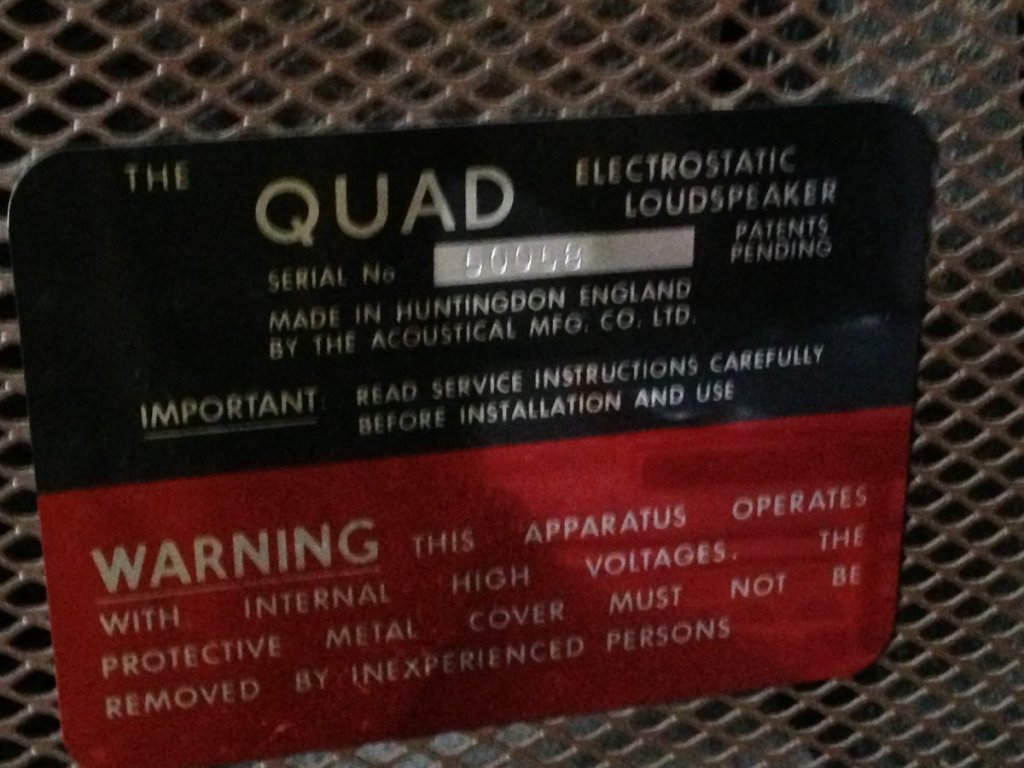 THE QUAD ELECTROSTATIC
LOUDSPEAKER
PATENTS
PENDING
SERIAL No
MADE IN HUNTINGDON ENGLAND
BY THE ACOUSTICAL MFG. CO. LTD.
IMPORTANT READ SERVICE INSTRUCTIONS CAREFULLY
BEFORE INSTALLATION AND USE
WARNING THIS APPARATUS OPERATES
WITH INTERNAL HIGH VOLTAGES. THE
PROTECTIVE METAL COVER MUST NOT BE
REMOVED BY INEXPERIENCED PERSONS